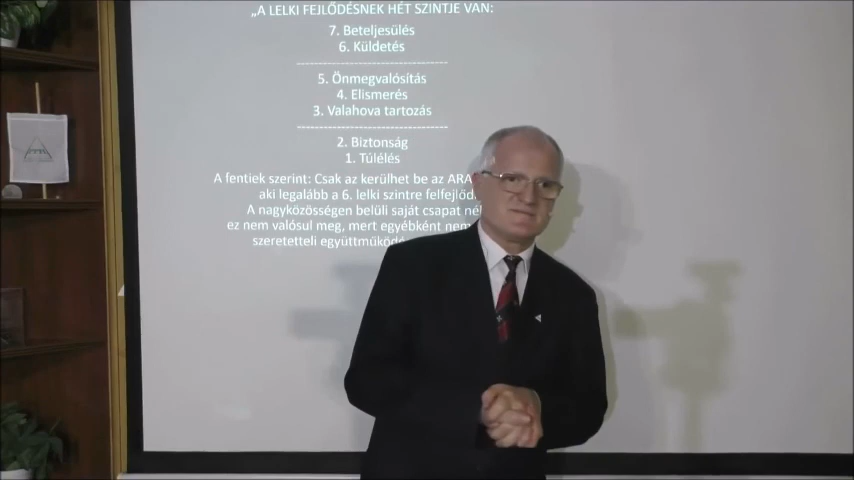 „A LELKI FEJLŐDÉSNEK HÉT SZINTJE VAN:
7. Beteljesülés
6. Küldetés
5. Önmegvalósítás
4. Elismerés
3. Valahova tartozás
2. Biztonság
1. Túlélés
A fentiek szerint: Csak az kerülhet be az
aki legalább a 6. lelki szintre
A nagyközösségen belüli saját csapat
ez nem valósul meg, mert egyébként
szeretetteli